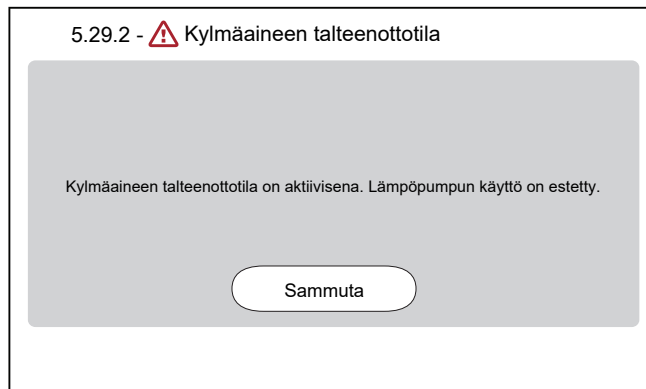 5.29.2 - Kylmäaineen talteenottotila
Kylmäaineen talteenottotila on aktiivisena. Lämpöpumpun käyttö on estetty.
Sammuta